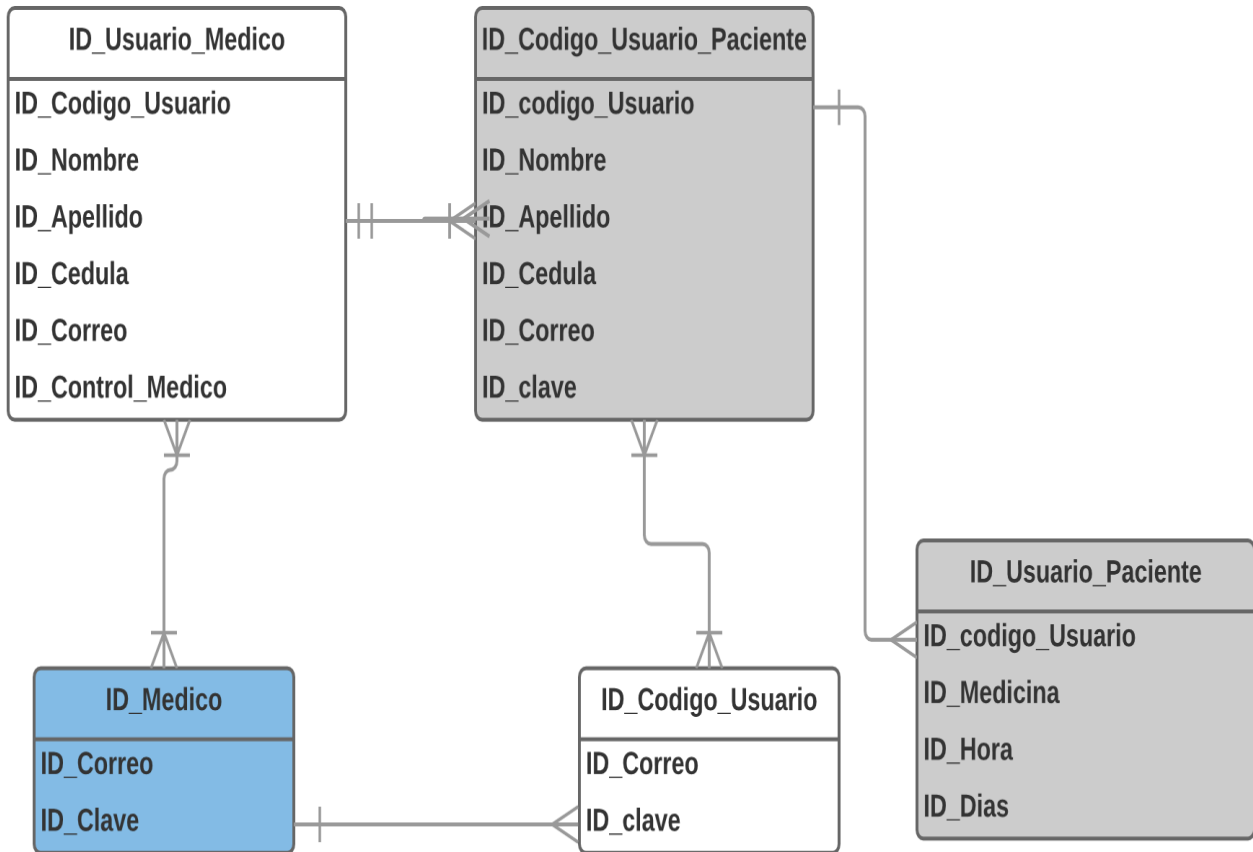 ID_Usuario_Medico
ID_Codigo_Usuario
ID_Nombre
ID_Apellido
ID_Cedula
ID_Correo
ID_Control_Medico
ID_Codigo_Usuario_Paciente
ID_codigo_Usuario
ID_Nombre
ID_Apellido
ID_Cedula
ID_Correo
ID_clave
ID_Usuario_Paciente
ID_codigo_Usuario
ID_Medicina
ID_Hora
ID_Dias
ID_Medico
ID_Correo
ID_Clave
ID_Codigo_Usuario
ID_Correo
ID_clave